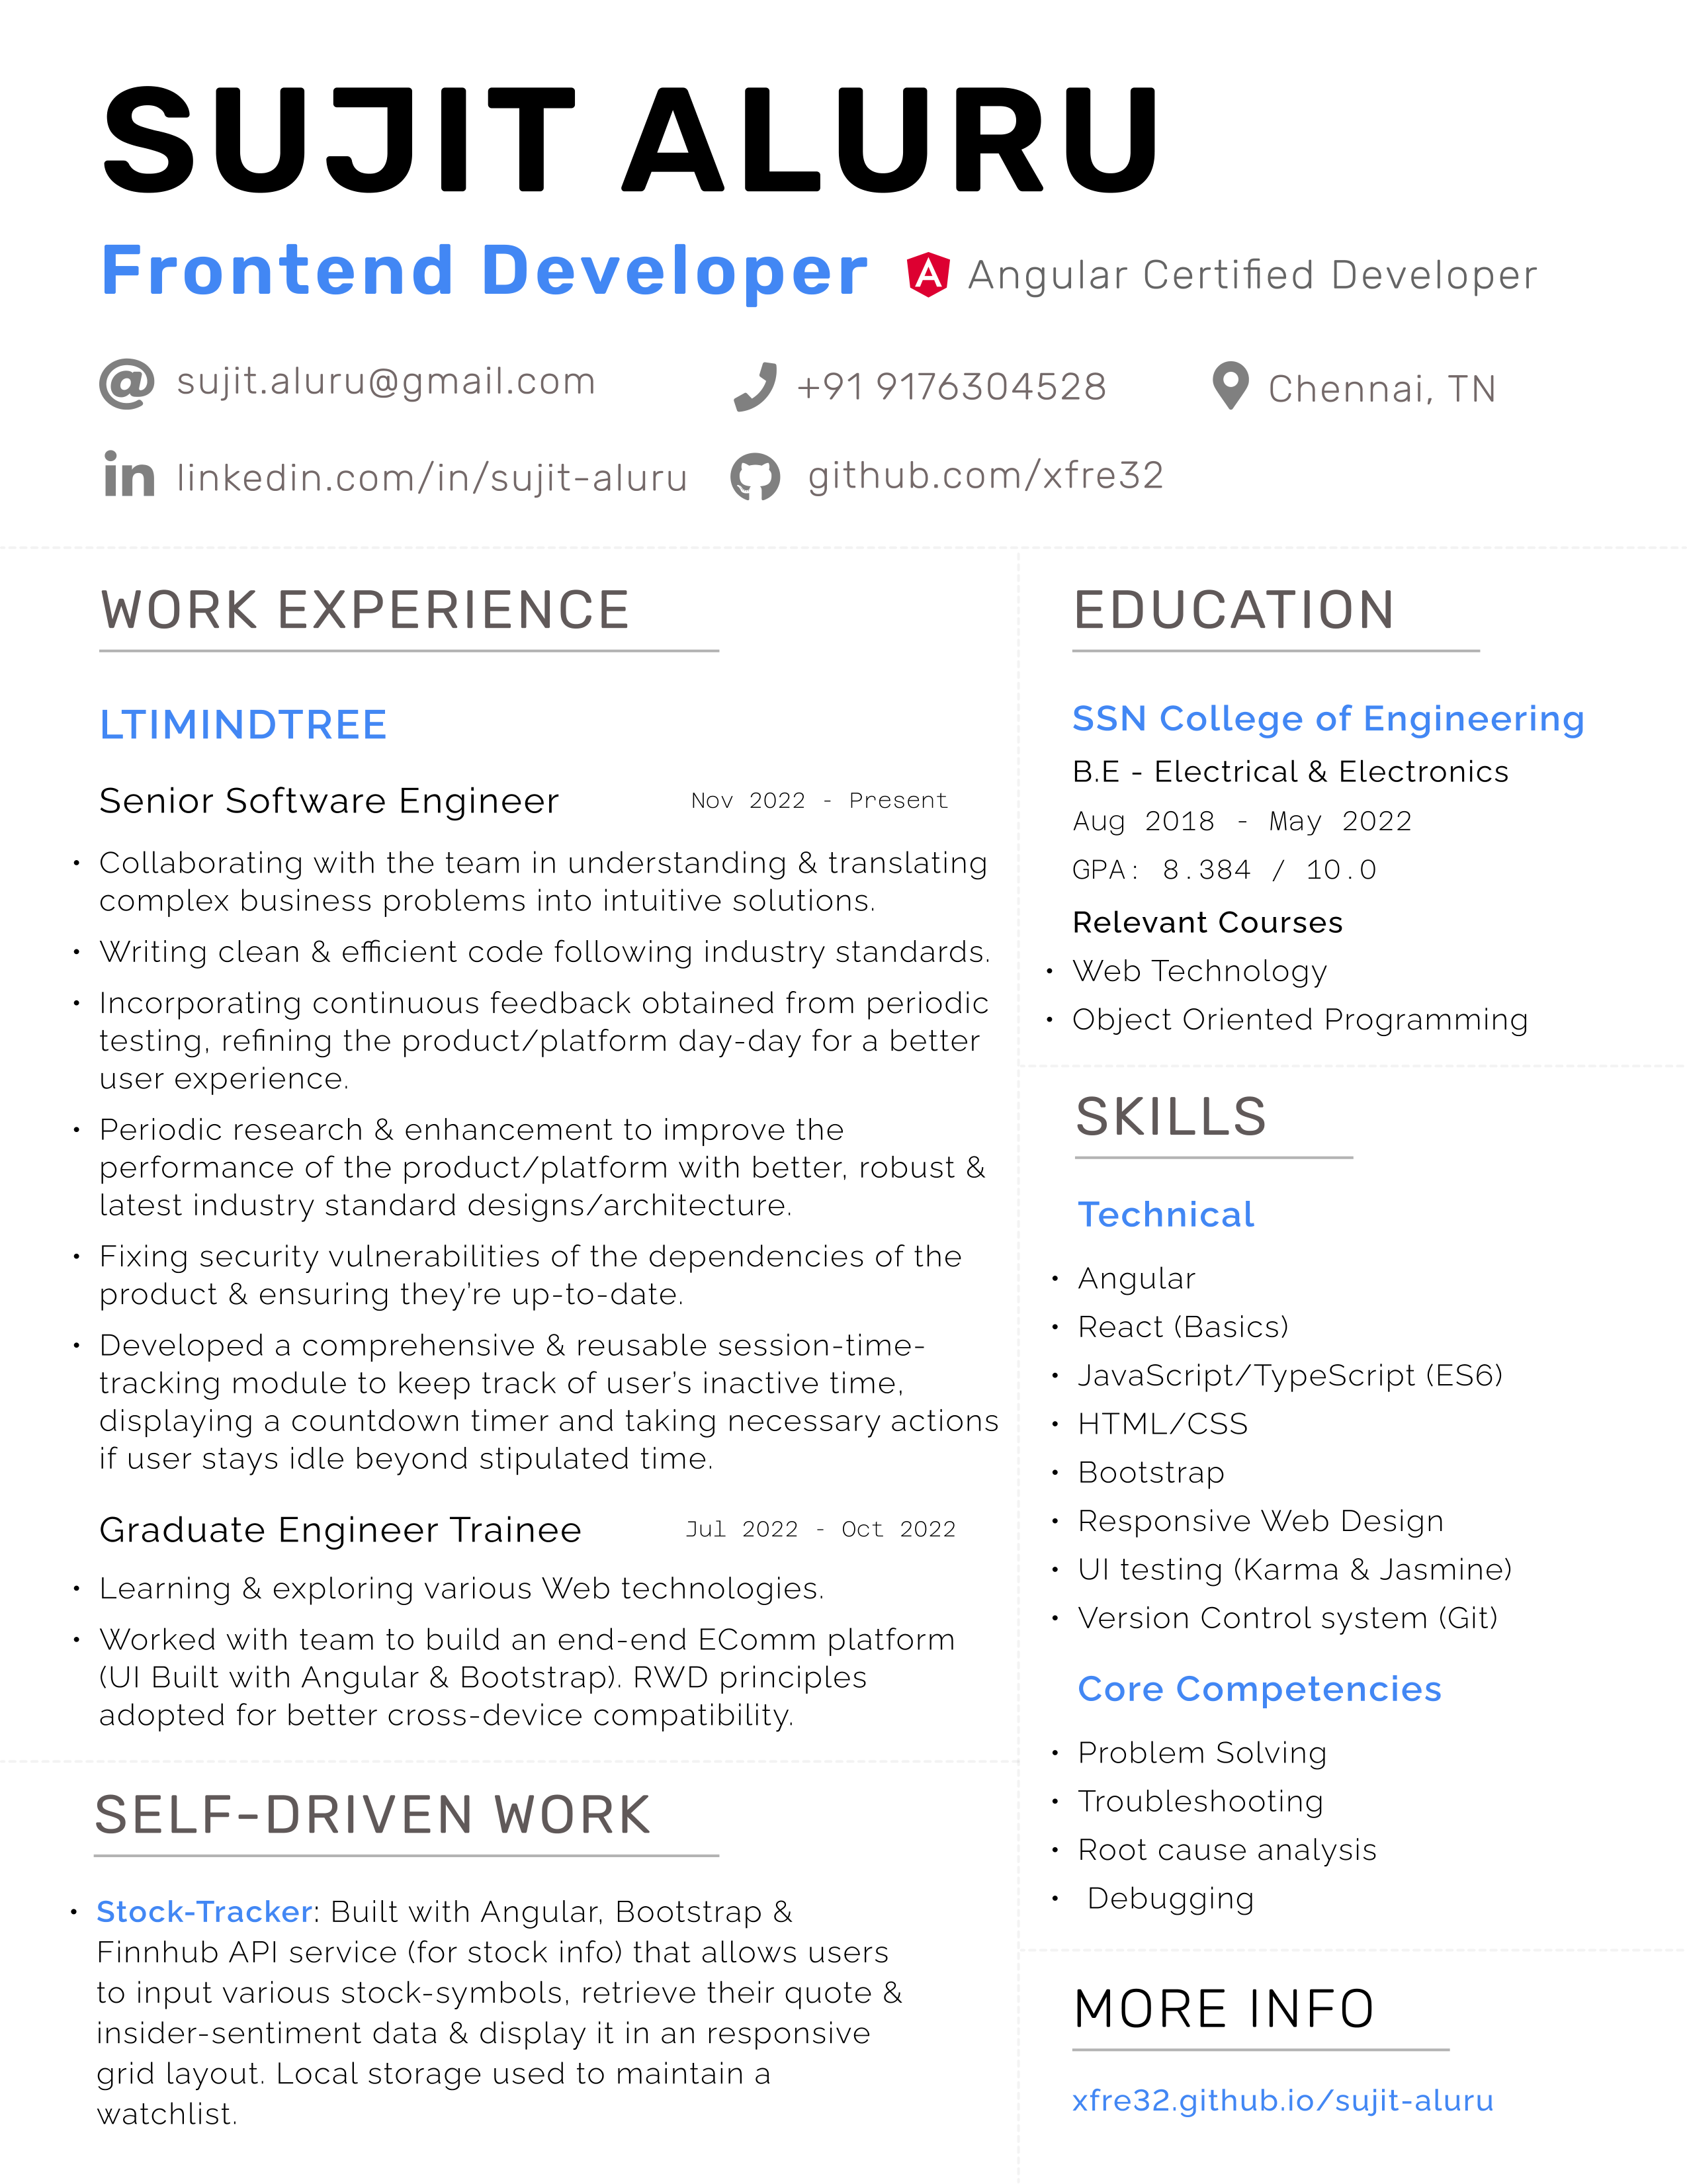 SUJIT ALURU
Frontend Developer
Angular Certified Developer
sujit.aluru@gmail.com
+91 9176304528
Chennai, TN
linkedin.com/in/sujit-aluru
github.com/xfre32
WORK EXPERIENCE
LTIMINDTREE
Senior Software Engineer
Nov 2022 - Present
• Collaborating with the team in understanding & translating
complex business problems into intuitive solutions.
• Writing clean & efficient code following industry standards.
• Incorporating continuous feedback obtained from periodic
testing, refining the product/platform day-day for a better
user experience.
• Periodic research & enhancement to improve the
performance of the product/platform with better, robust &
latest industry standard designs/architecture.
• Fixing security vulnerabilities of the dependencies of the
product & ensuring they're up-to-date.
• Developed a comprehensive & reusable session-time-
tracking module to keep track of user's inactive time,
displaying a countdown timer and taking necessary actions
if user stays idle beyond stipulated time.
Graduate Engineer Trainee
Jul 2022 - Oct 2022
• Learning & exploring various Web technologies.
• Worked with team to build an end-end EComm platform
(UI Built with Angular & Bootstrap). RWD principles
adopted for better cross-device compatibility.
SELF-DRIVEN WORK
• Stock-Tracker: Built with Angular, Bootstrap &
Finnhub API service (for stock info) that allows users
to input various stock-symbols, retrieve their quote &
insider-sentiment data & display it in an responsive
grid layout. Local storage used to maintain a
watchlist.
EDUCATION
SSN College of Engineering
B.E - Electrical & Electronics
Aug 2018 - May 2022
GPA: 8.384 / 10.0
Relevant Courses
• Web Technology
• Object Oriented Programming
SKILLS
Technical
• Angular
• React (Basics)
• JavaScript/TypeScript (ES6)
• HTML/CSS
• Bootstrap
• Responsive Web Design
• UI testing (Karma & Jasmine)
• Version Control system (Git)
Core Competencies
• Problem Solving
• Troubleshooting
• Root cause analysis
• Debugging
MORE INFO
xfre32.github.io/sujit-aluru